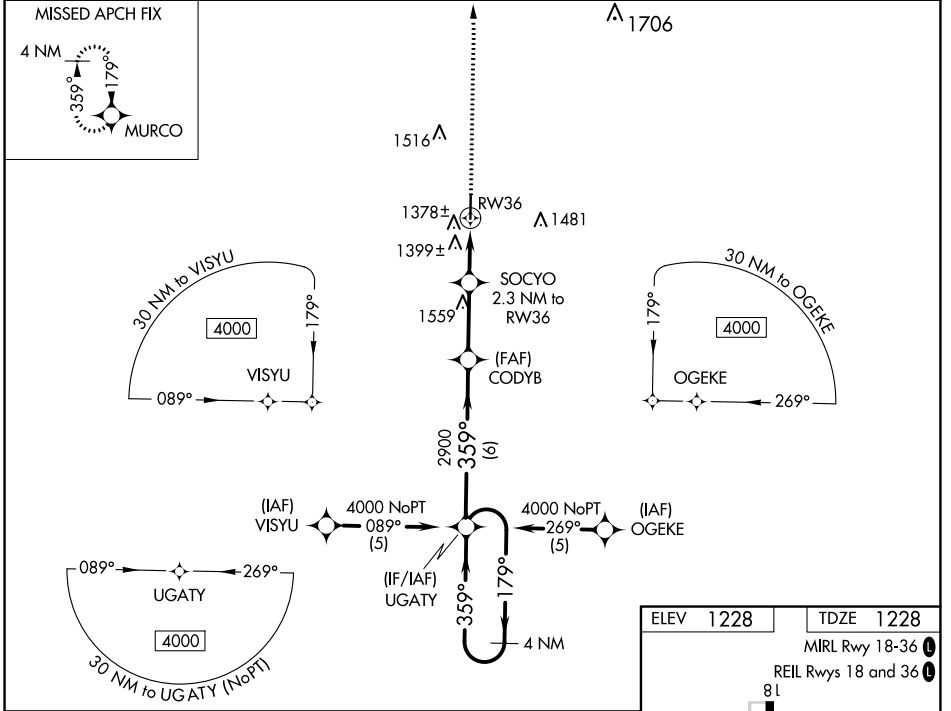 MISSED APCH FIX
4 NM
359°
179°
MURCO
1706
1516
1378±
RW36
1481
1399±
SOCYO
2.3 NM to
RW36
1559
(FAF)
CODYB
30 NM to VISYU
4000
179°
VISYU
089°
30 NM to OGEKE
179°
4000
OGEKE
269°
2900
359°
(6)
(IAF)
VISYU
4000 NoPT
089°
(5)
4000 NoPT
269°
(5)
(IAF)
OGEKE
(IF/IAF)
UGATY
359°
179°
4 NM
089°
269°
UGATY
4000
30 NM to UGATY (NoPT)
ELEV 1228
TDZE 1228
MIRL Rwy 18-36 L
REIL Rwys 18 and 36 L
18